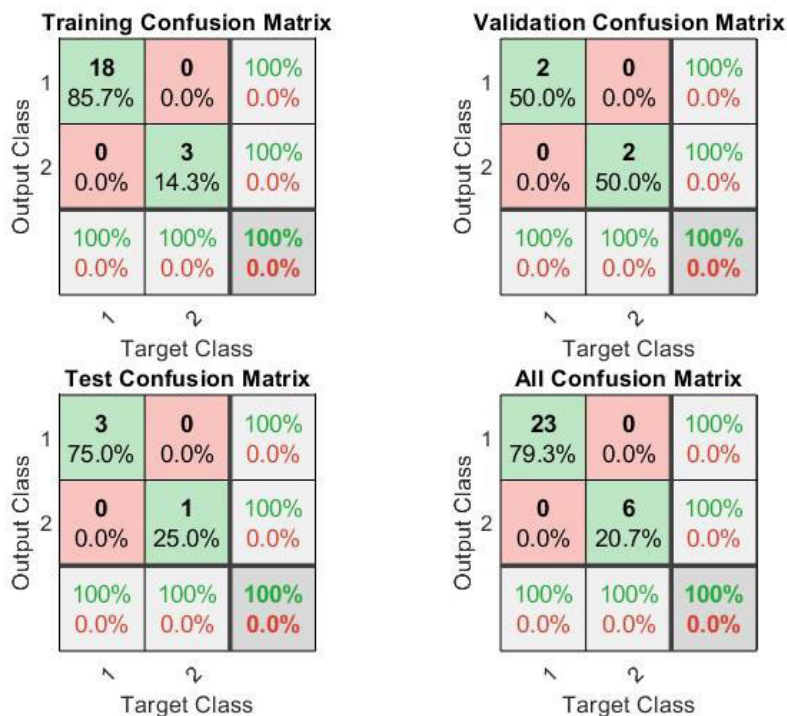 Training Confusion Matrix
18 0 100%
85.7% 0.0% 0.0%
0 3 100%
0.0% 14.3% 0.0%
100% 100% 100%
0.0% 0.0% 0.0%
1
2
Output Class
1 2
Target Class
Validation Confusion Matrix
2 0 100%
50.0% 0.0% 0.0%
0 2 100%
0.0% 50.0% 0.0%
100% 100% 100%
0.0% 0.0% 0.0%
1
2
Output Class
1 2
Target Class
Test Confusion Matrix
3 0 100%
75.0% 0.0% 0.0%
0 1 100%
0.0% 25.0% 0.0%
100% 100% 100%
0.0% 0.0% 0.0%
1
2
Output Class
1 2
Target Class
All Confusion Matrix
23 0 100%
79.3% 0.0% 0.0%
0 6 100%
0.0% 20.7% 0.0%
100% 100% 100%
0.0% 0.0% 0.0%
1
2
Output Class
1 2
Target Class